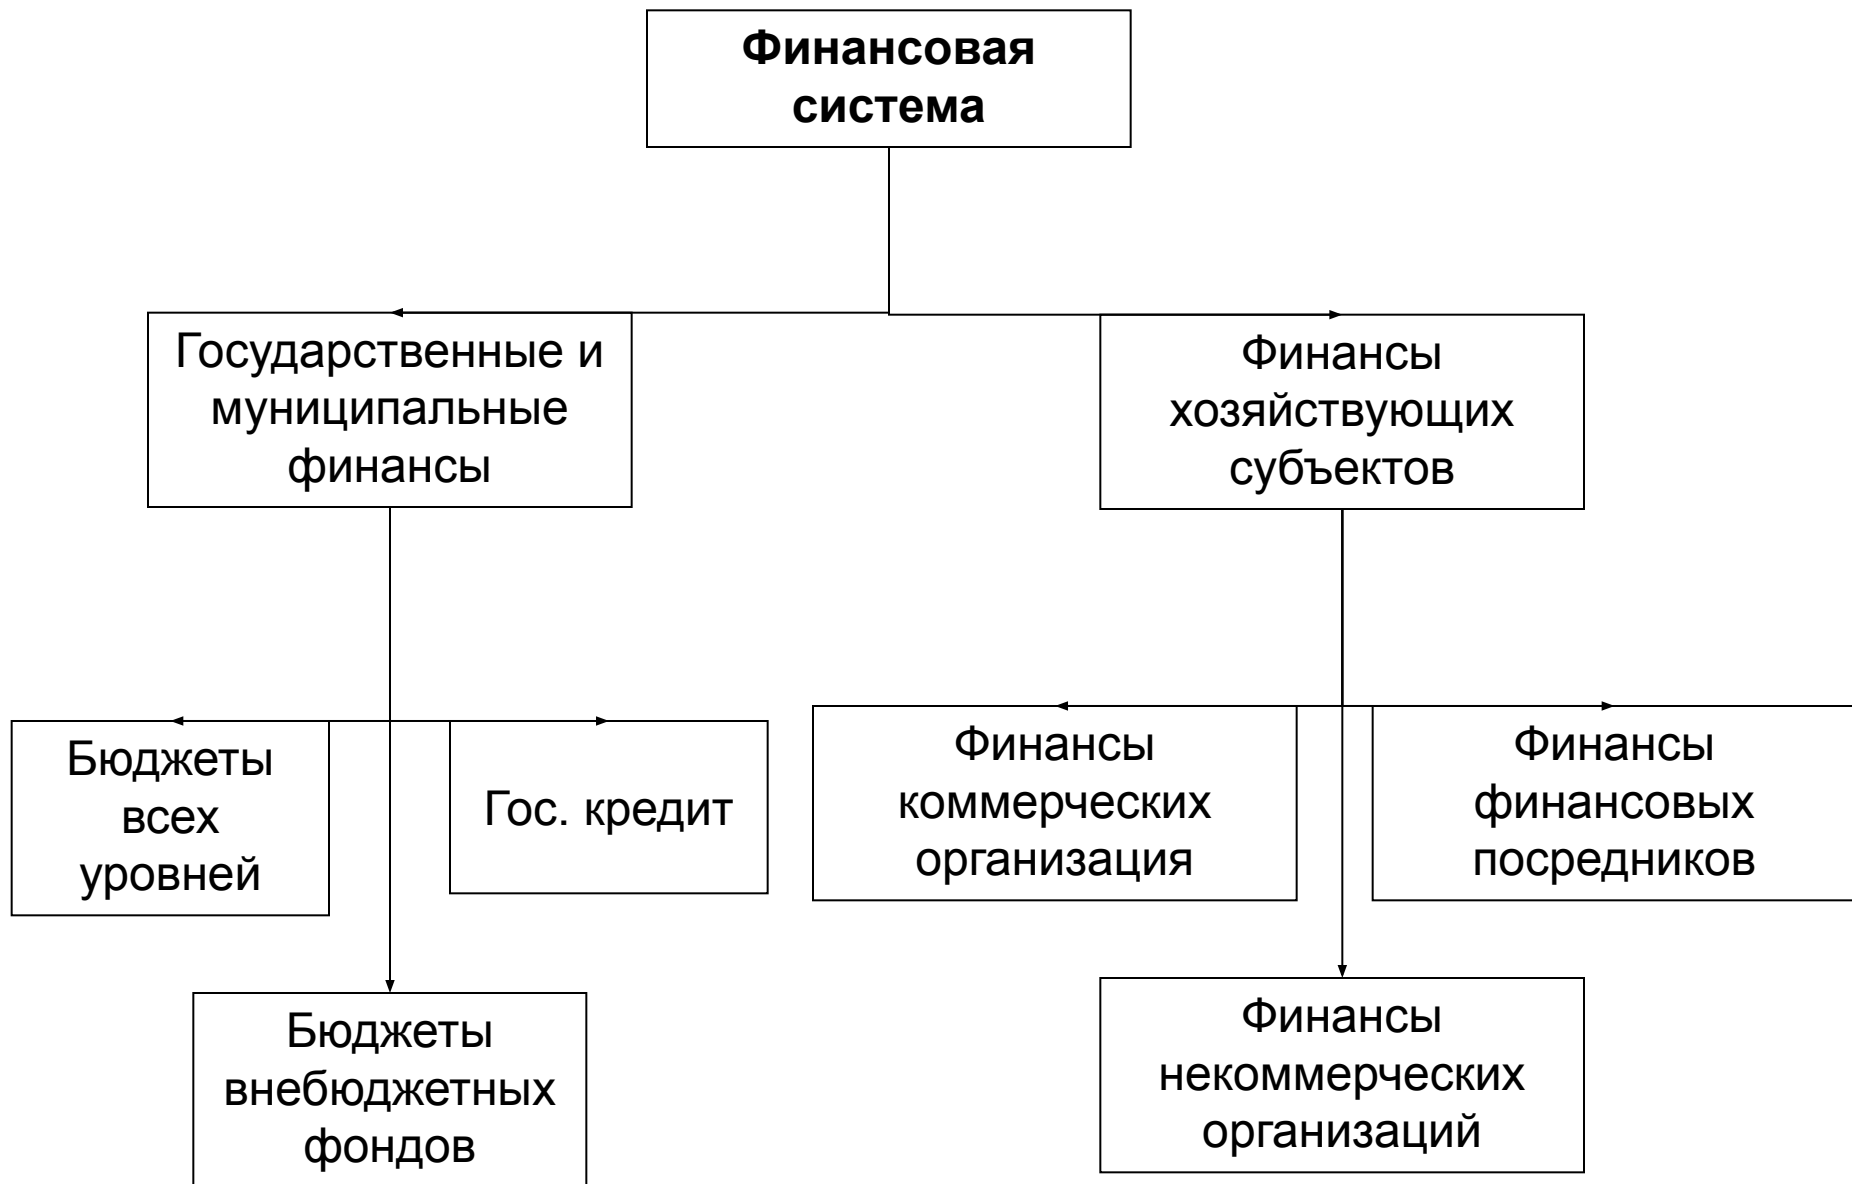 Финансовая
система
Государственные и
муниципальные
финансы
Финансы
хозяйствующих
субъектов
Бюджеты
всех
уровней
Гос. кредит
Финансы
коммерческих
организация
Финансы
финансовых
посредников
Бюджеты
внебюджетных
фондов
Финансы
некоммерческих
организаций